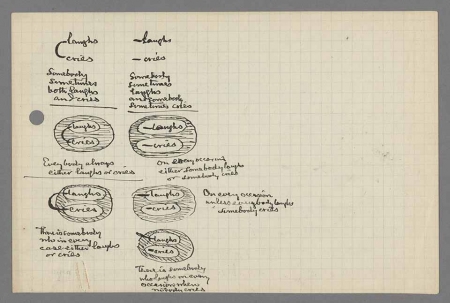 laughs
cries
Somebody
sometimes
both laughs
and cries
laughs
cries
Somebody
sometimes
laughs
and somebody
sometimes cries
laughs
cries
Everybody always
either laughs or cries
laughs
cries
On every occasion
either somebody laughs
or somebody cries
laughs
cries
There is somebody
who in every
case either laughs
or cries
laughs
cries
On every occasion
unless everybody laughs
somebody cries
laughs
cries
There is somebody
who laughs on every
occasion when
nobody cries